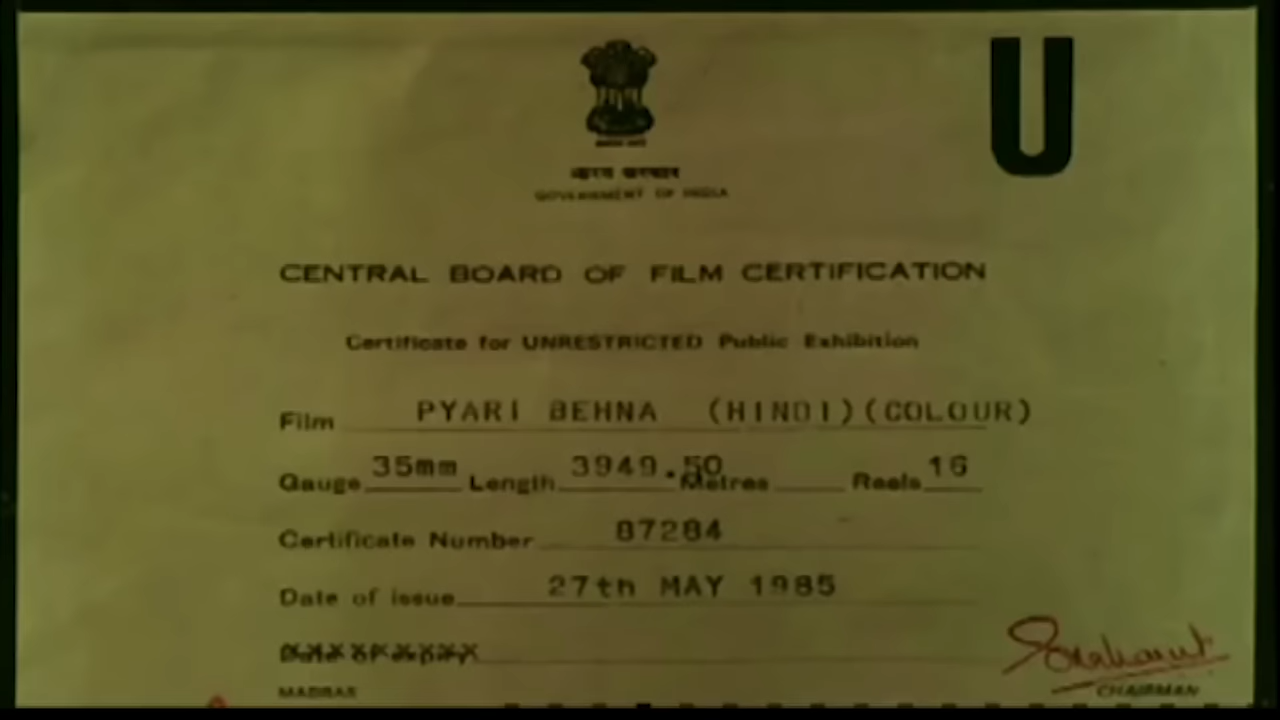 U
भारत सरकार
GOVERNMENT OF INDIA
CENTRAL BOARD OF FILM CERTIFICATION
Certificate for UNRESTRICTED Public Exhibition
Film PYARI BEHNA (HINDI)(COLOUR)
Gauge 35mm Length 3949.50 Metres Reels 16
Certificate Number 87284
Date of issue 27th MAY 1985
Date of expiry
MADRAS CHAIRMAN